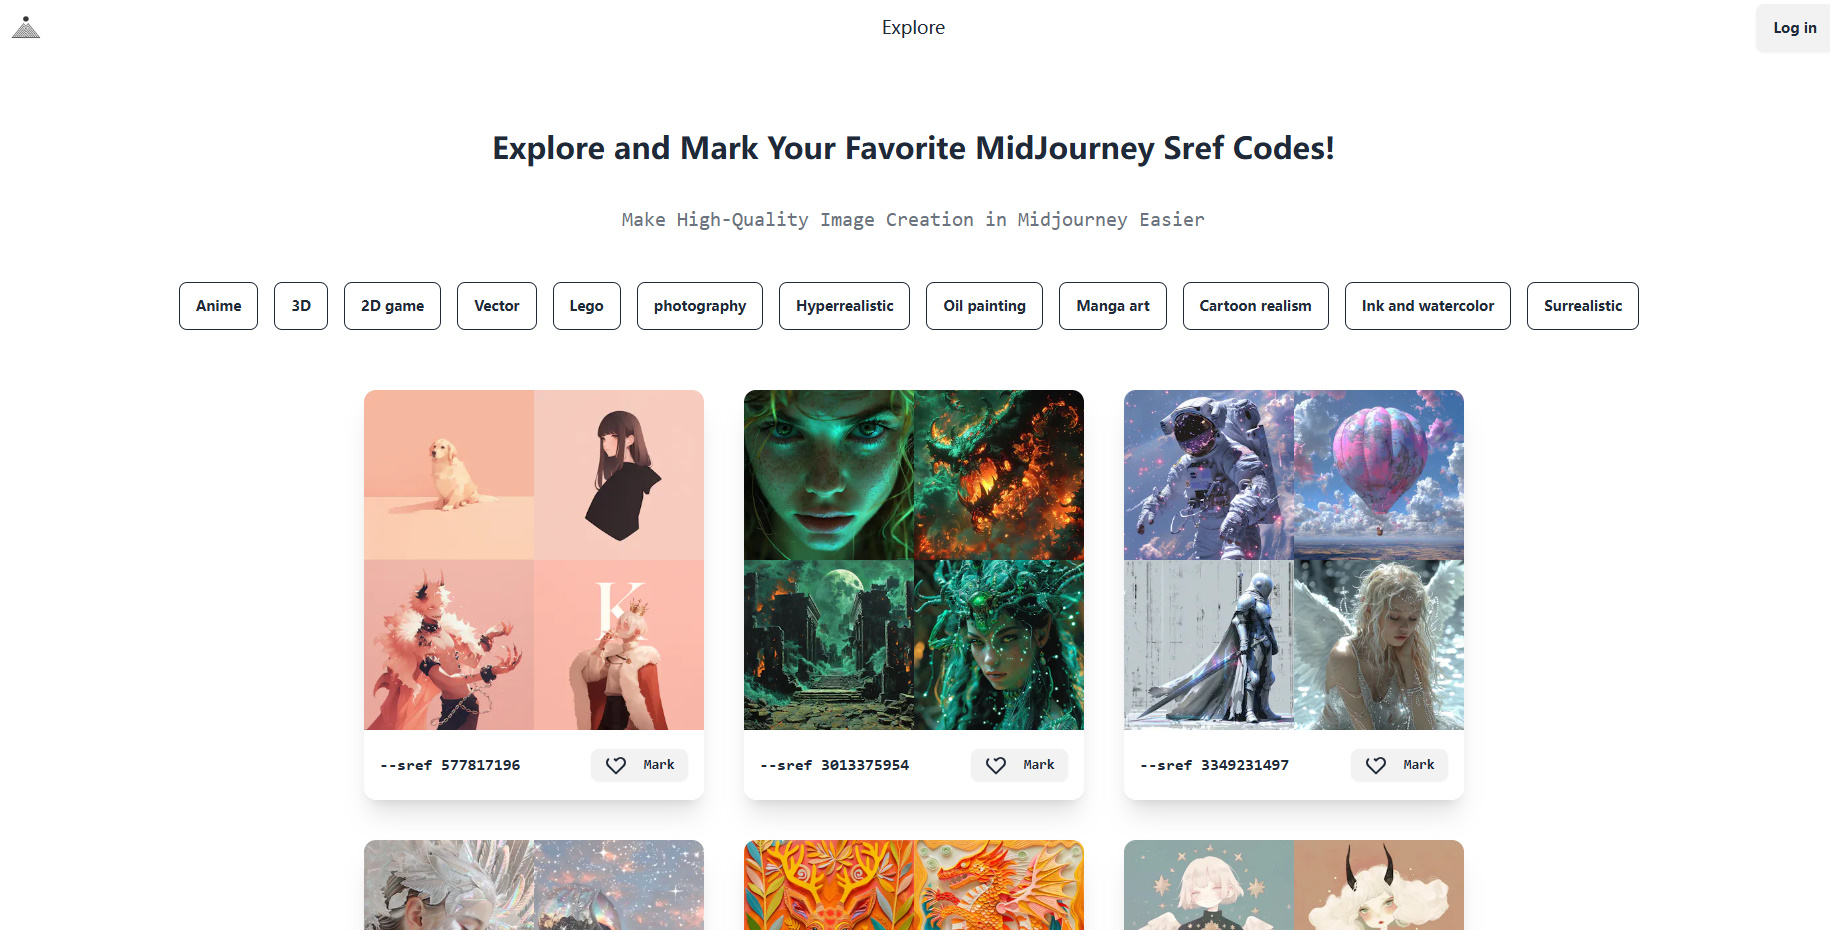 Explore
Log in
Explore and Mark Your Favorite MidJourney Sref Codes!
Make High-Quality Image Creation in Midjourney Easier
Anime
3D
2D game
Vector
Lego
photography
Hyperrealistic
Oil painting
Manga art
Cartoon realism
Ink and watercolor
Surrealistic
K
--sref 577817196
Mark
--sref 3013375954
Mark
--sref 3349231497
Mark